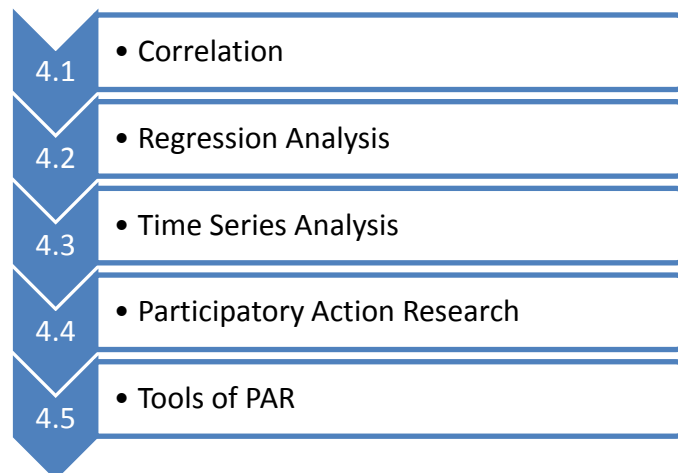 4.1 • Correlation
4.2 • Regression Analysis
4.3 • Time Series Analysis
4.4 • Participatory Action Research
4.5 • Tools of PAR